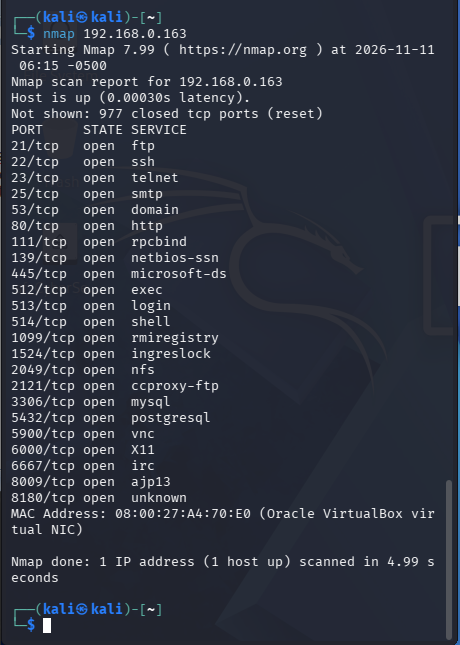 ┌──(kali㉿kali)-[~]
└─$ nmap 192.168.0.163
Starting Nmap 7.99 ( https://nmap.org ) at 2026-11-11
 06:15 -0500
Nmap scan report for 192.168.0.163
Host is up (0.00030s latency).
Not shown: 977 closed tcp ports (reset)
PORT     STATE SERVICE
21/tcp   open  ftp
22/tcp   open  ssh
23/tcp   open  telnet
25/tcp   open  smtp
53/tcp   open  domain
80/tcp   open  http
111/tcp  open  rpcbind
139/tcp  open  netbios-ssn
445/tcp  open  microsoft-ds
512/tcp  open  exec
513/tcp  open  login
514/tcp  open  shell
1099/tcp open  rmiregistry
1524/tcp open  ingreslock
2049/tcp open  nfs
2121/tcp open  ccproxy-ftp
3306/tcp open  mysql
5432/tcp open  postgresql
5900/tcp open  vnc
6000/tcp open  X11
6667/tcp open  irc
8009/tcp open  ajp13
8180/tcp open  unknown
MAC Address: 08:00:27:A4:70:E0 (Oracle VirtualBox vir
tual NIC)

Nmap done: 1 IP address (1 host up) scanned in 4.99 s
econds

┌──(kali㉿kali)-[~]
└─$